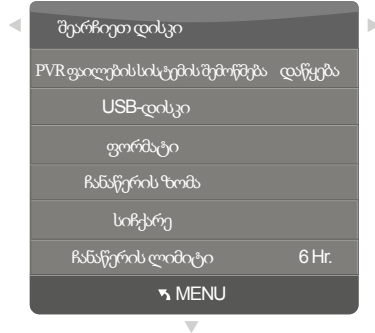 შეარჩიეთ დისკი
PVR ფაილების სისტემის შემოწმება დაწყება
USB-დისკი
ფორმატი
ჩანაწერის ზომა
სიჩქარე
ჩანაწერის ლიმიტი 6 Hr.
MENU